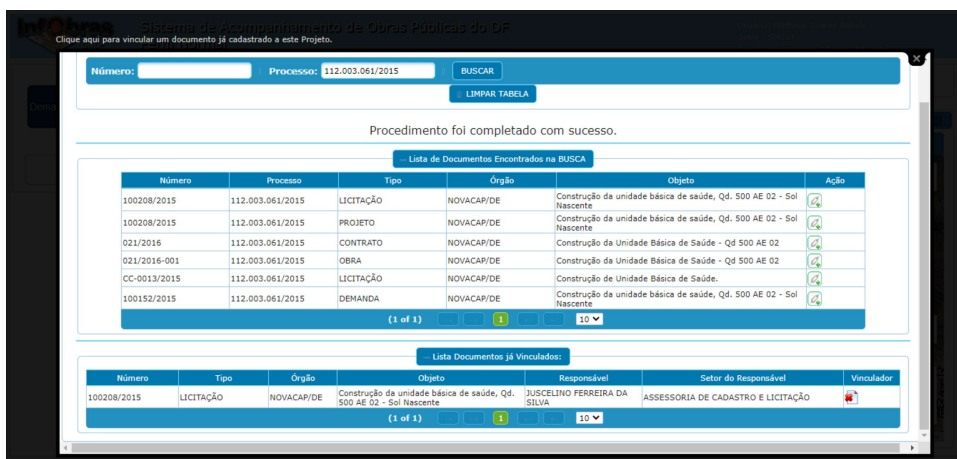 InfObras
Sistema de Acompanhamento de Obras Públicas do DF
Clique aqui para vincular um documento já cadastrado a este Projeto.
Número: Processo: 112.003.061/2015 BUSCAR
LIMPAR TABELA
Procedimento foi completado com sucesso.
Lista de Documentos Encontrados na BUSCA
Número Processo Tipo Órgão Objeto Ação
100208/2015 112.003.061/2015 LICITAÇÃO NOVACAP/DE Construção da unidade básica de saúde, Qd. 500 AE 02 - Sol
Nascente
100208/2015 112.003.061/2015 PROJETO NOVACAP/DE Construção da unidade básica de saúde, Qd. 500 AE 02 - Sol
Nascente
021/2016 112.003.061/2015 CONTRATO NOVACAP/DE Construção da Unidade Básica de Saúde - Qd 500 AE 02
021/2016-001 112.003.061/2015 OBRA NOVACAP/DE Construção da Unidade Básica de Saúde - Qd 500 AE 02
CC-0013/2015 112.003.061/2015 LICITAÇÃO NOVACAP/DE Construção de Unidade Básica de Saúde.
100152/2015 112.003.061/2015 DEMANDA NOVACAP/DE Construção da unidade básica de saúde, Qd. 500 AE 02 - Sol
Nascente
(1 of 1) 1 10
Lista Documentos já Vinculados:
Número Tipo Órgão Objeto Responsável Setor do Responsável Vinculador
100208/2015 LICITAÇÃO NOVACAP/DE Construção da unidade básica de saúde, Qd. JUSCELINO FERREIRA DA ASSESSORIA DE CADASTRO E LICITAÇÃO
500 AE 02 - Sol Nascente SILVA
(1 of 1) 1 10